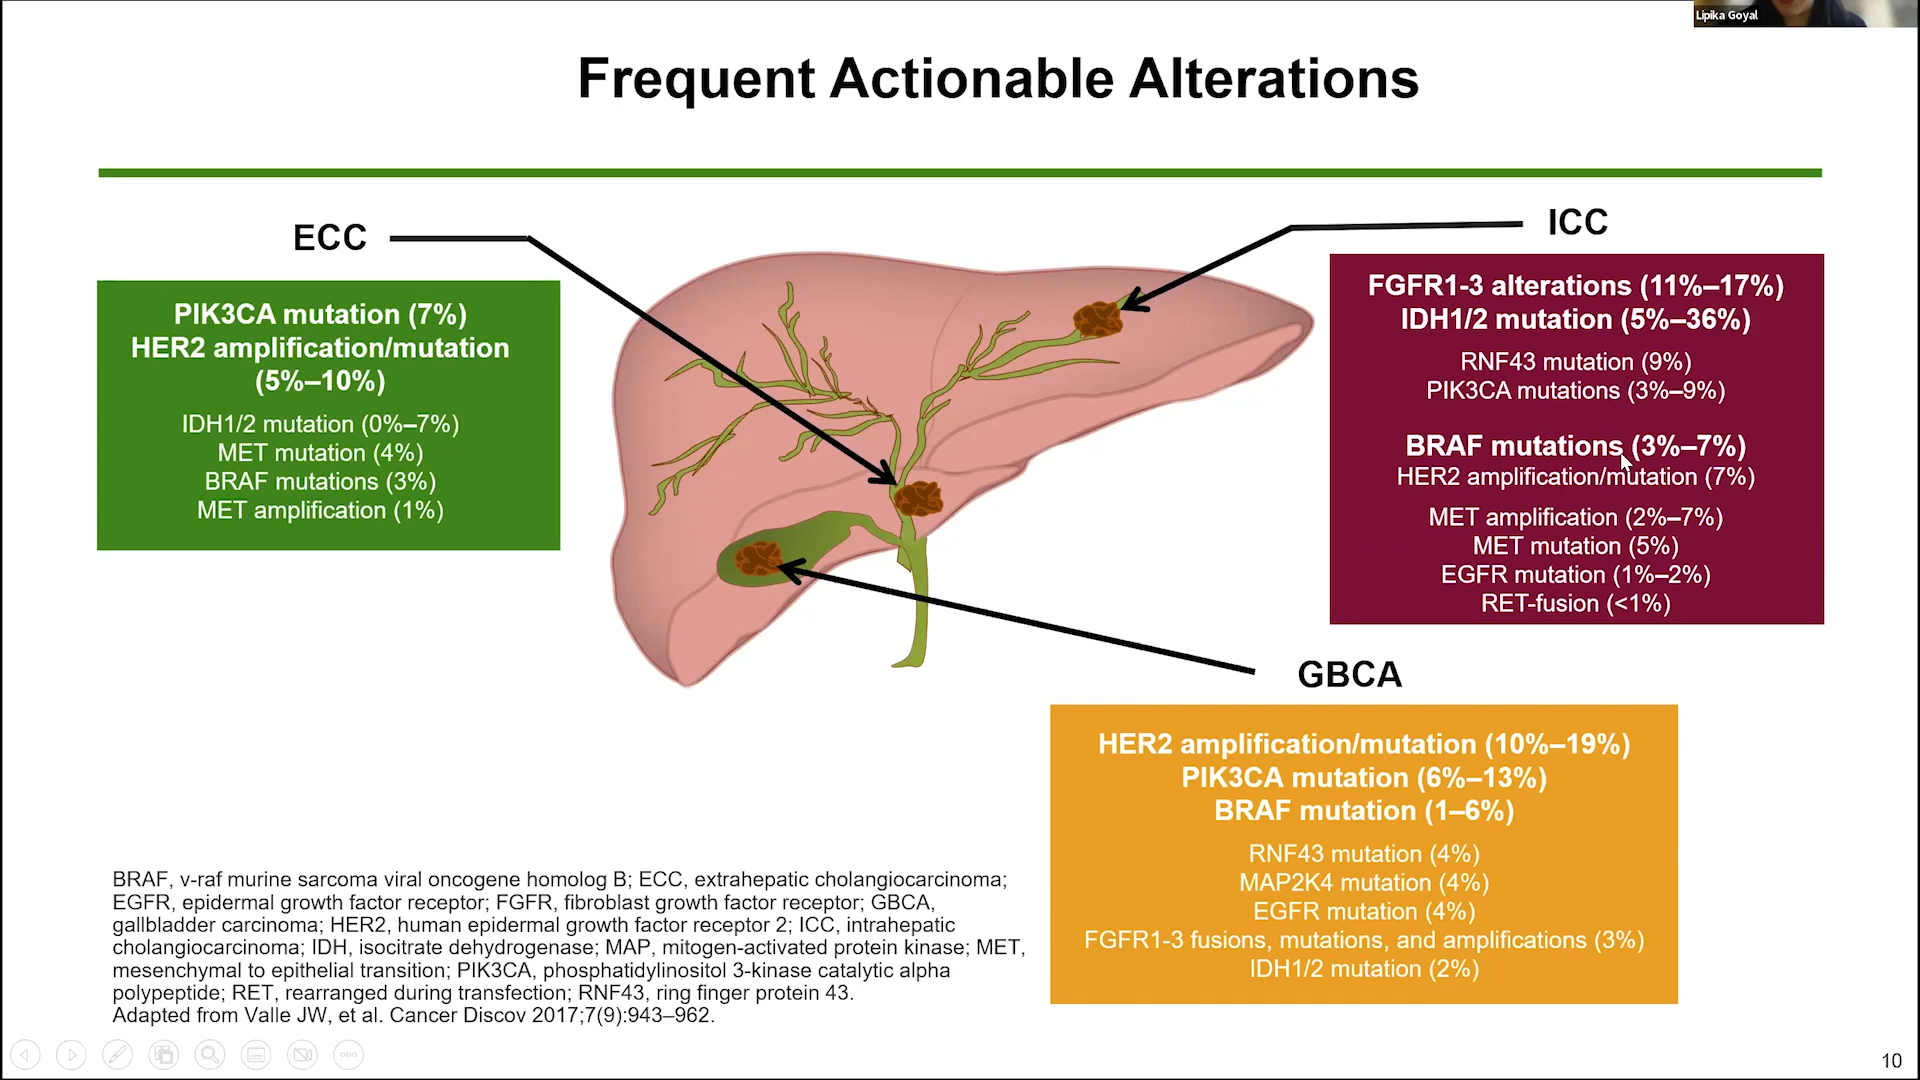 Lipika Goyal
Frequent Actionable Alterations
ECC
PIK3CA mutation (7%)
HER2 amplification/mutation
(5%–10%)
IDH1/2 mutation (0%–7%)
MET mutation (4%)
BRAF mutations (3%)
MET amplification (1%)
ICC
FGFR1-3 alterations (11%–17%)
IDH1/2 mutation (5%–36%)
RNF43 mutation (9%)
PIK3CA mutations (3%–9%)
BRAF mutations (3%–7%)
HER2 amplification/mutation (7%)
MET amplification (2%–7%)
MET mutation (5%)
EGFR mutation (1%–2%)
RET-fusion (<1%)
GBCA
HER2 amplification/mutation (10%–19%)
PIK3CA mutation (6%–13%)
BRAF mutation (1–6%)
RNF43 mutation (4%)
MAP2K4 mutation (4%)
EGFR mutation (4%)
FGFR1-3 fusions, mutations, and amplifications (3%)
IDH1/2 mutation (2%)
BRAF, v-raf murine sarcoma viral oncogene homolog B; ECC, extrahepatic cholangiocarcinoma;
EGFR, epidermal growth factor receptor; FGFR, fibroblast growth factor receptor; GBCA,
gallbladder carcinoma; HER2, human epidermal growth factor receptor 2; ICC, intrahepatic
cholangiocarcinoma; IDH, isocitrate dehydrogenase; MAP, mitogen-activated protein kinase; MET,
mesenchymal to epithelial transition; PIK3CA, phosphatidylinositol 3-kinase catalytic alpha
polypeptide; RET, rearranged during transfection; RNF43, ring finger protein 43.
Adapted from Valle JW, et al. Cancer Discov 2017;7(9):943–962.
10